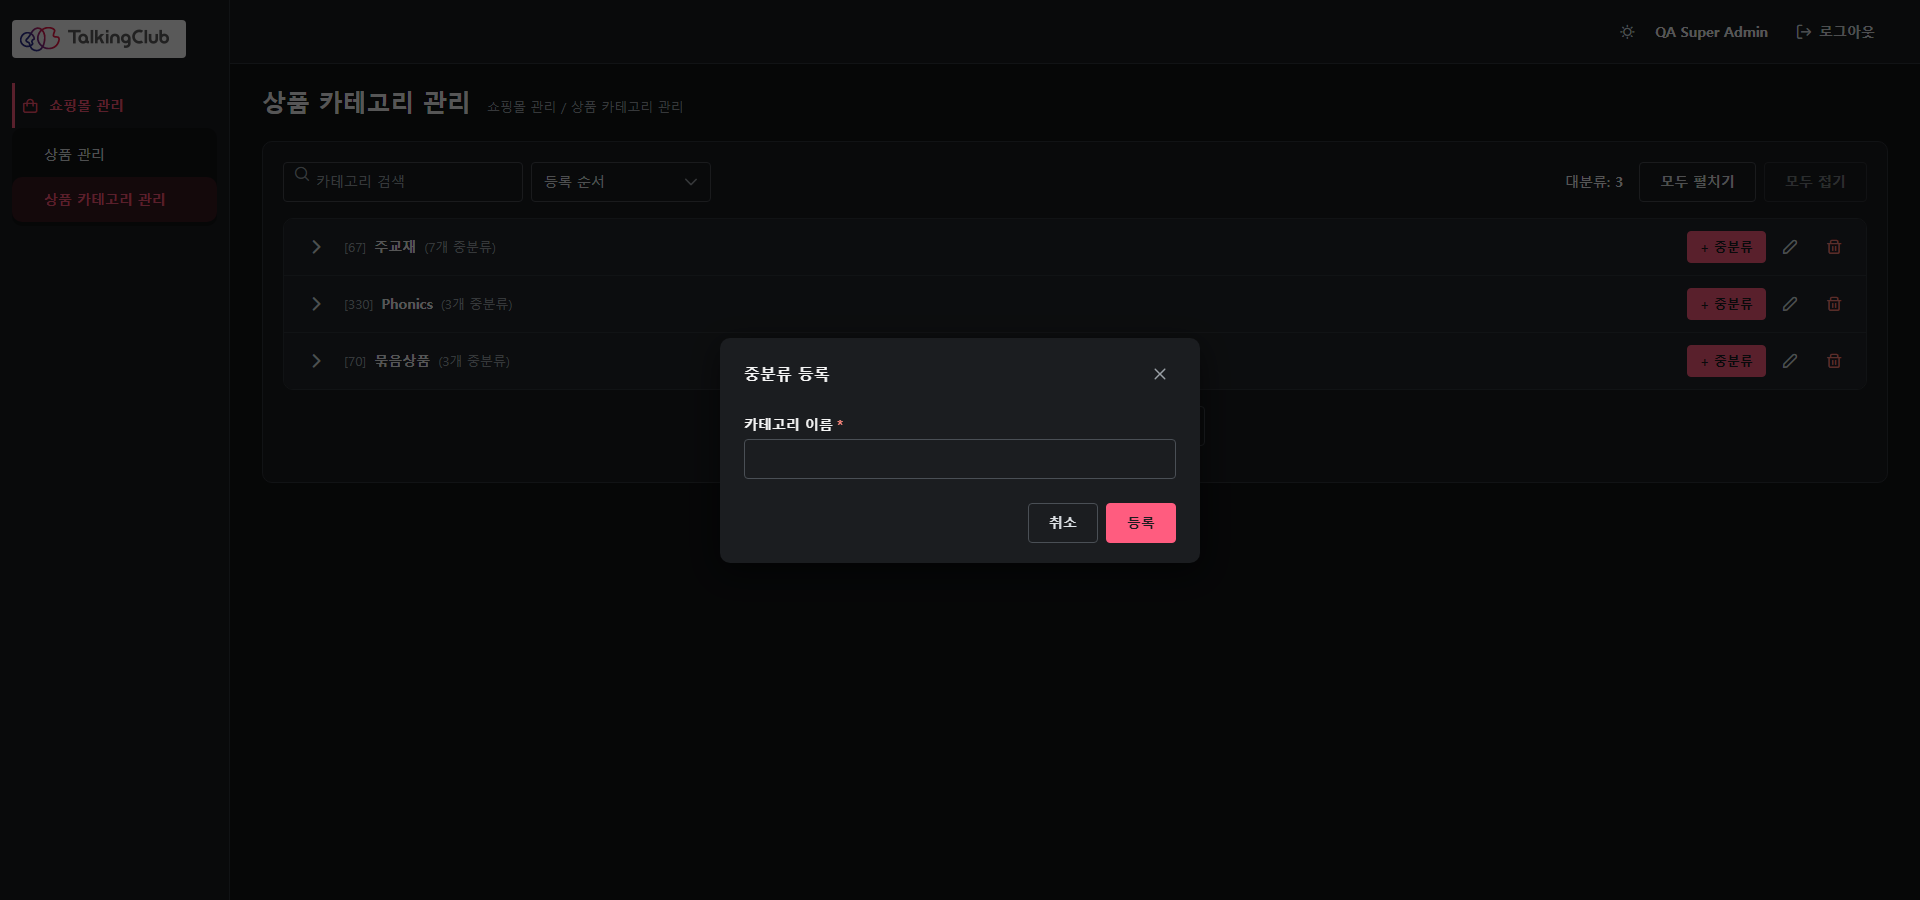 TalkingClub
QA Super Admin
로그아웃
쇼핑몰 관리
상품 관리
상품 카테고리 관리
상품 카테고리 관리
쇼핑몰 관리 / 상품 카테고리 관리
카테고리 검색
등록 순서
대분류: 3
모두 펼치기
모두 접기
[67] 주교재 (7개 중분류)
+ 중분류
[330] Phonics (3개 중분류)
+ 중분류
[70] 묶음상품 (3개 중분류)
+ 중분류
중분류 등록
카테고리 이름 *
취소
등록